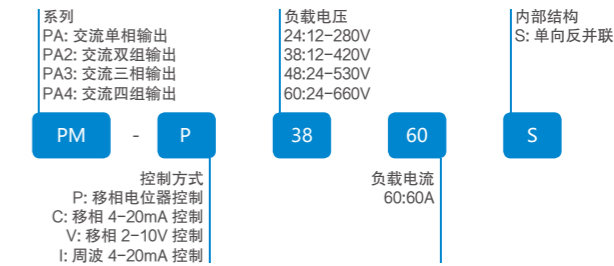 系列
PA: 交流单相输出
PA2: 交流双组输出
PA3: 交流三相输出
PA4: 交流四组输出
负载电压
24:12-280V
38:12-420V
48:24-530V
60:24-660V
内部结构
S: 单向反并联
PM - P 38 60 S
控制方式
P: 移相电位器控制
C: 移相 4-20mA 控制
V: 移相 2-10V 控制
I: 周波 4-20mA 控制
负载电流
60:60A